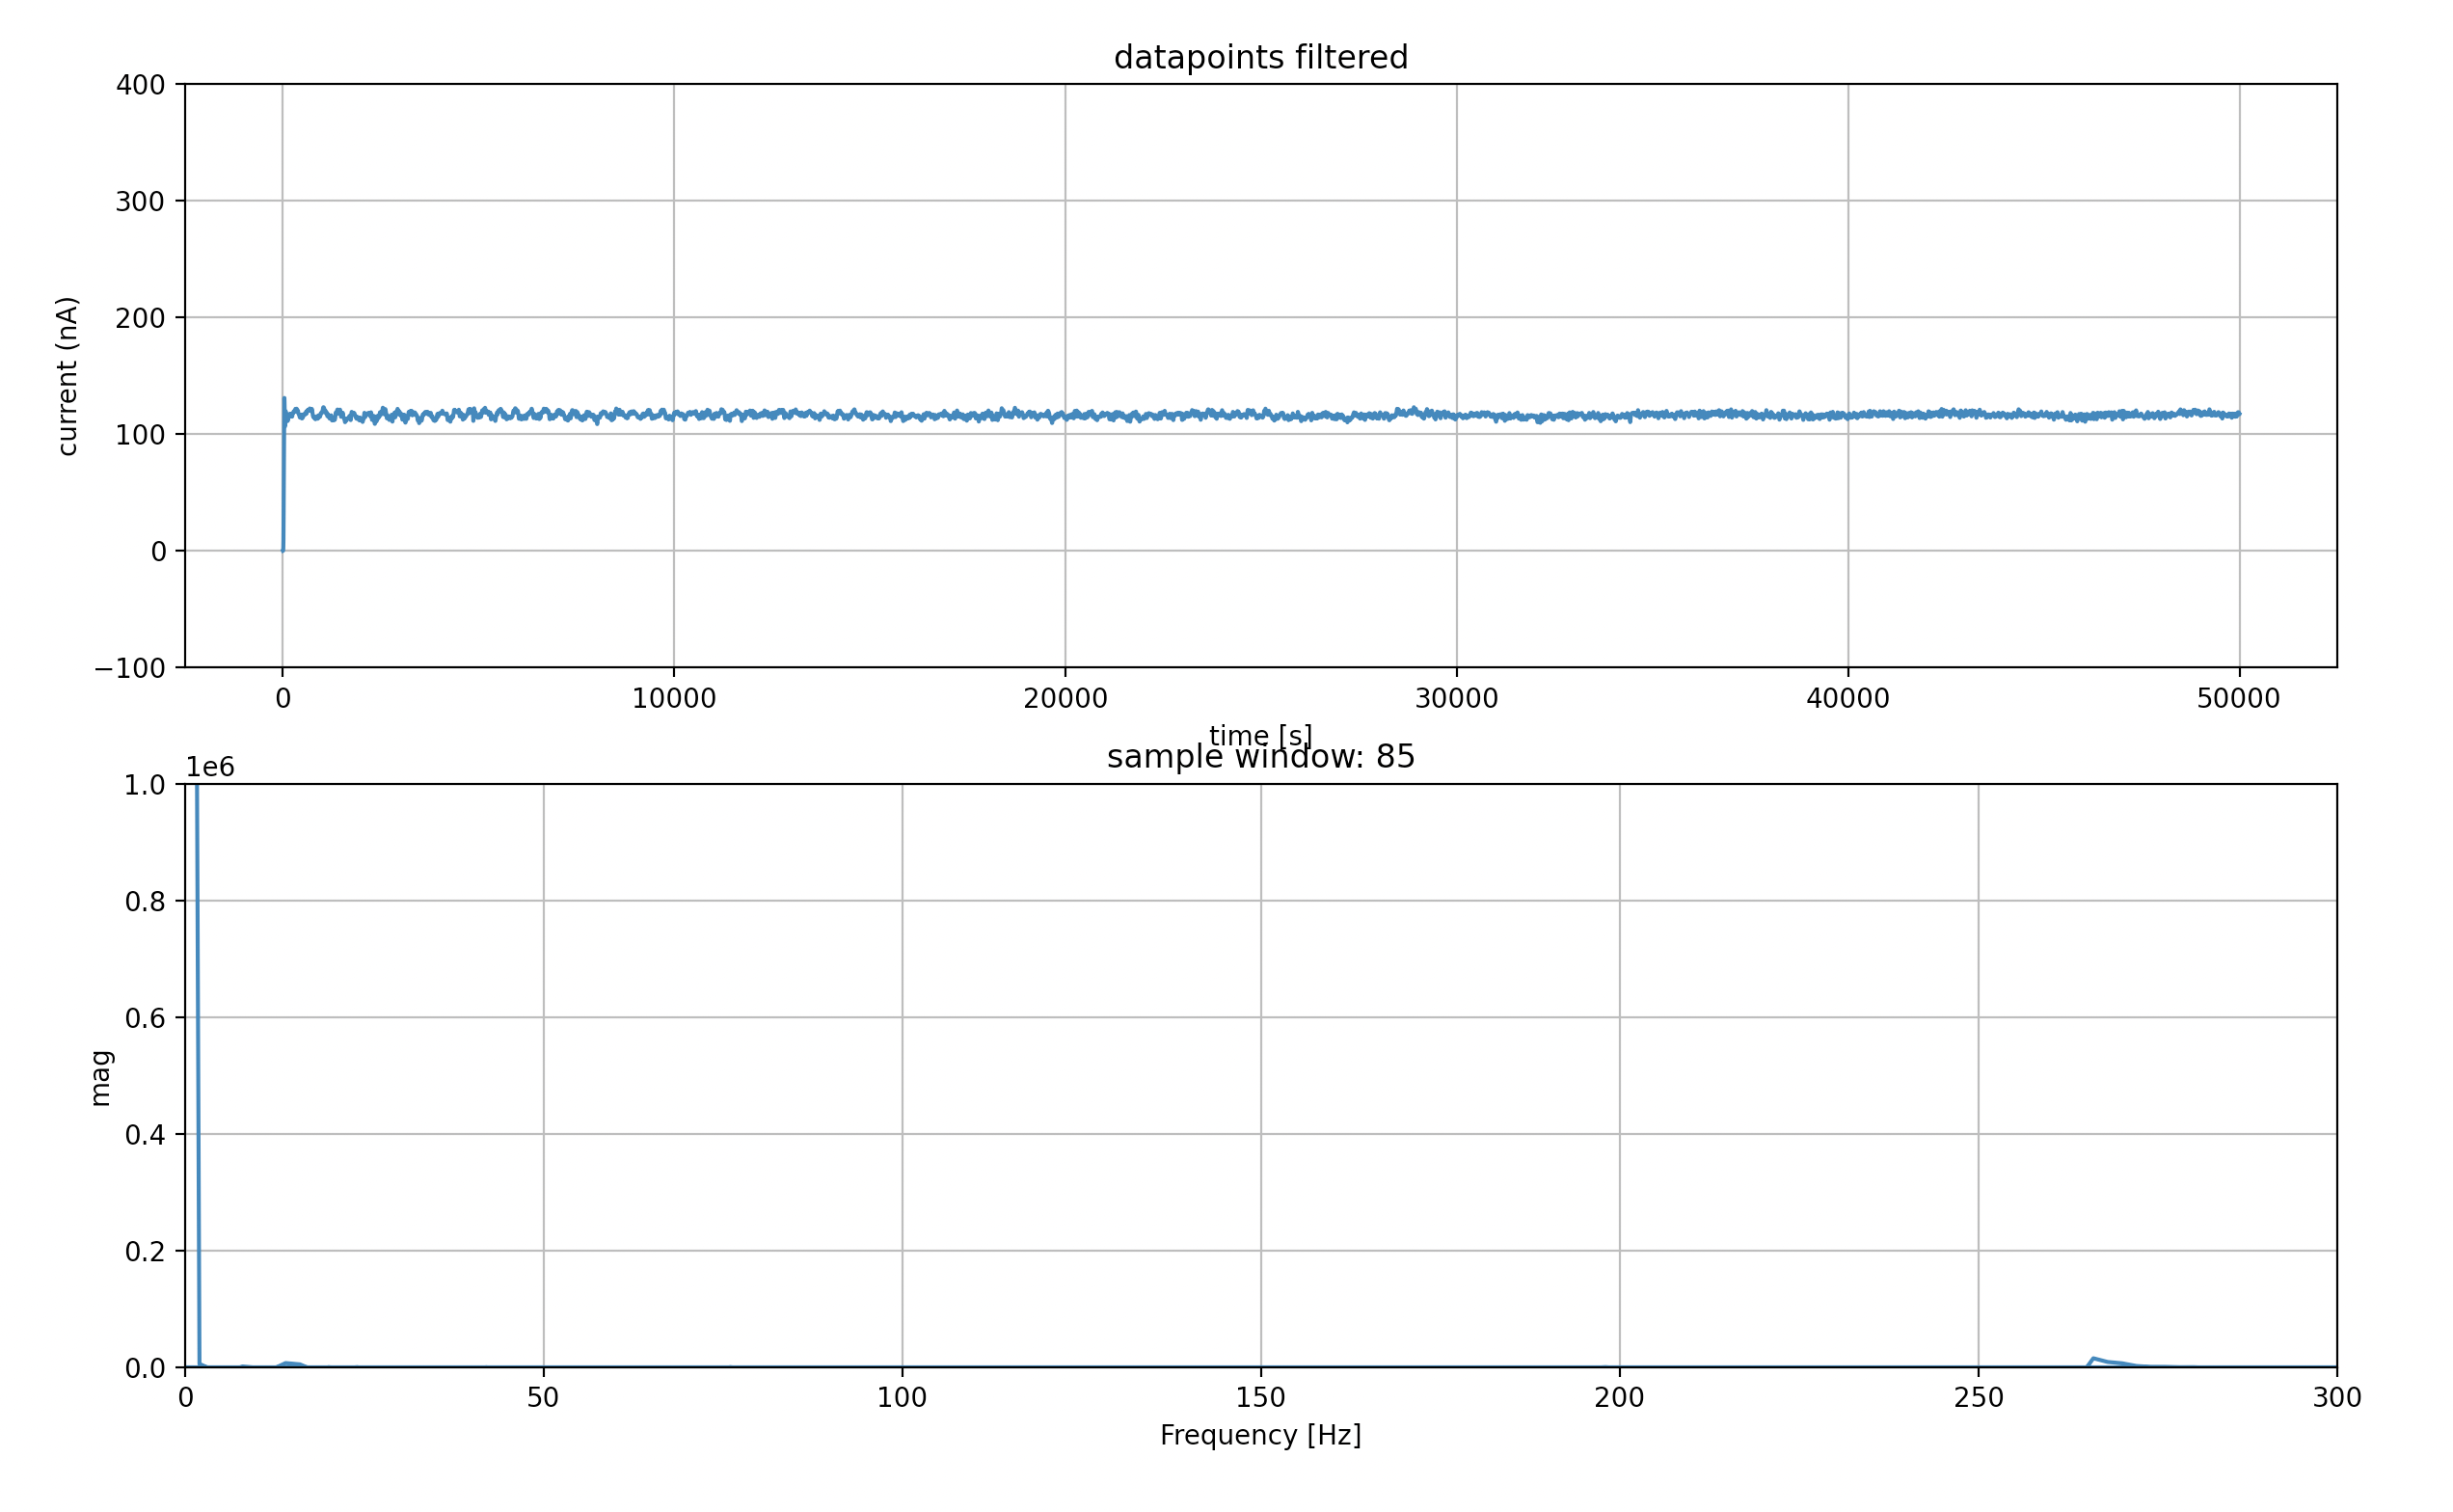 datapoints filtered
400
300
200
100
0
−100
current (nA)
0 10000 20000 30000 40000 50000
time [s]
sample window: 85
1e6
1.0
0.8
0.6
0.4
0.2
0.0
mag
0 50 100 150 200 250 300
Frequency [Hz]